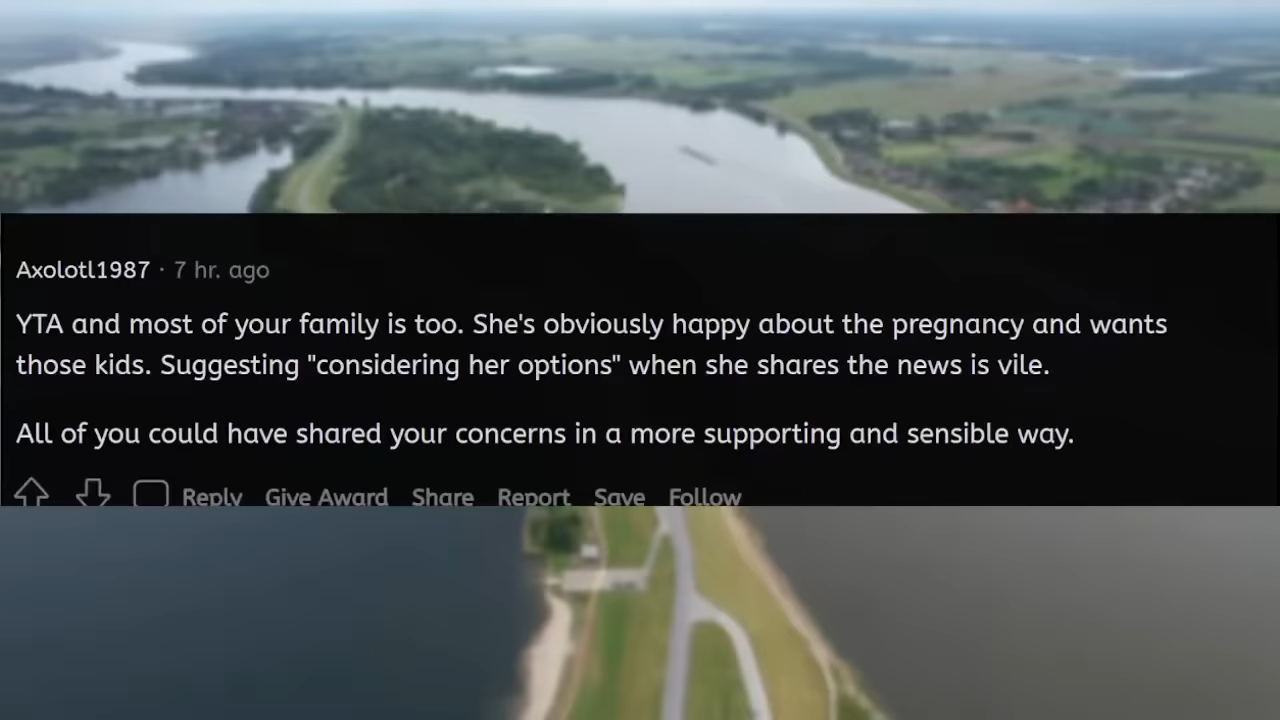 Axolotl1987 · 7 hr. ago
YTA and most of your family is too. She's obviously happy about the pregnancy and wants
those kids. Suggesting "considering her options" when she shares the news is vile.
All of you could have shared your concerns in a more supporting and sensible way.
Reply Give Award Share Report Save Follow